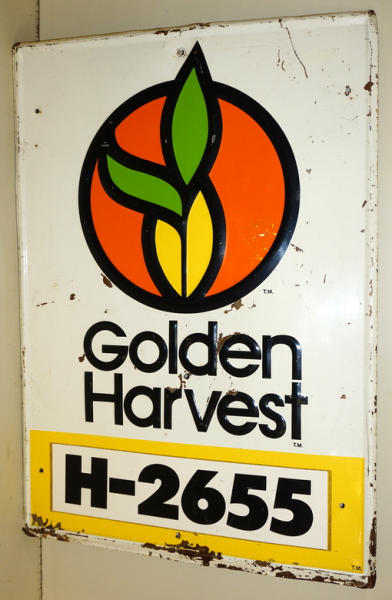 T.M.
Golden
Harvest
T.M.
H-2655
T.M.